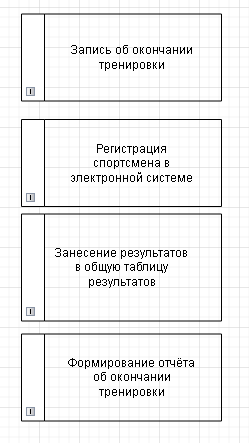 Запись об окончании
тренировки
Регистрация
спортсмена в
электронной системе
Занесение результатов
в общую таблицу
результатов
Формирование отчёта
об окончании
тренировки